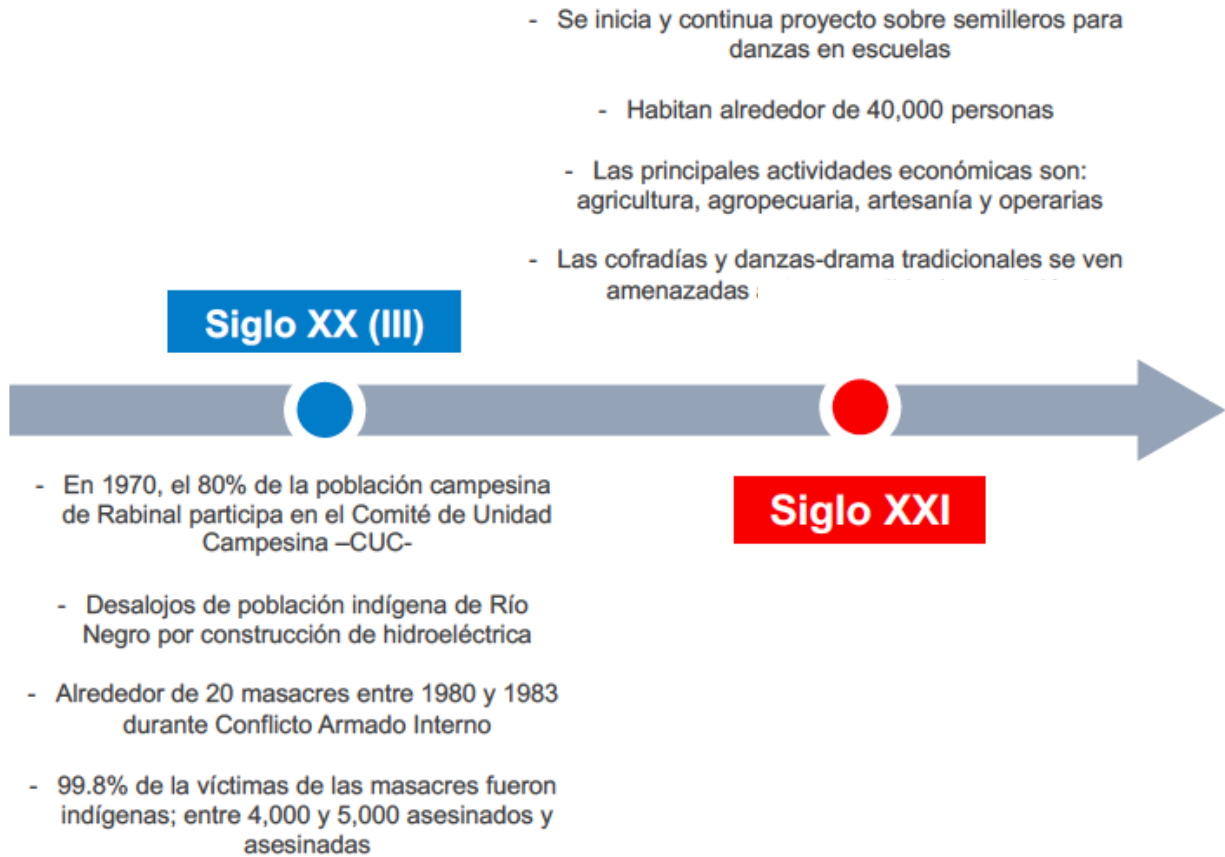 - Se inicia y continua proyecto sobre semilleros para
danzas en escuelas
- Habitan alrededor de 40,000 personas
- Las principales actividades económicas son:
agricultura, agropecuaria, artesanía y operarias
- Las cofradías y danzas-drama tradicionales se ven
amenazadas
Siglo XX (III)
- En 1970, el 80% de la población campesina
de Rabinal participa en el Comité de Unidad
Campesina –CUC-
- Desalojos de población indígena de Río
Negro por construcción de hidroeléctrica
- Alrededor de 20 masacres entre 1980 y 1983
durante Conflicto Armado Interno
- 99.8% de la víctimas de las masacres fueron
indígenas; entre 4,000 y 5,000 asesinados y
asesinadas
Siglo XXI